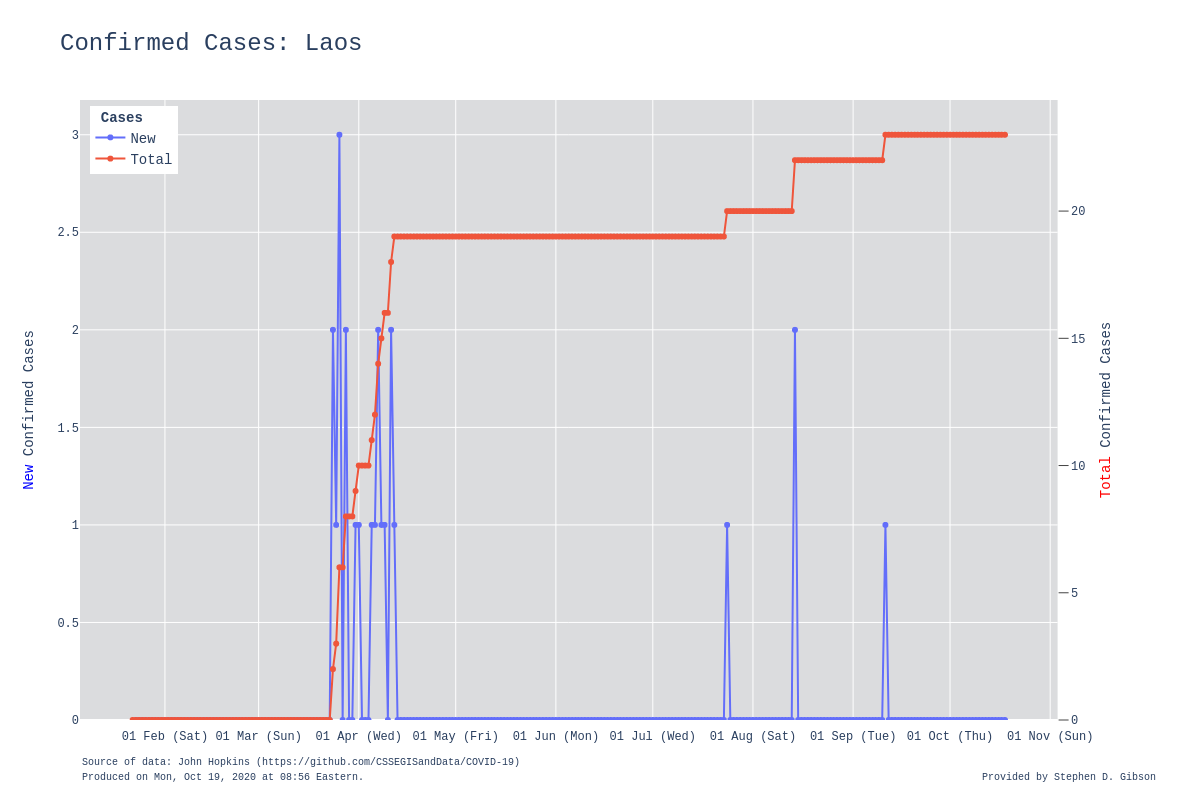 Confirmed Cases: Laos
Cases
New
Total
3
2.5
2
1.5
1
0.5
0
New Confirmed Cases
20
15
10
5
0
Total Confirmed Cases
01 Feb (Sat) 01 Mar (Sun) 01 Apr (Wed) 01 May (Fri) 01 Jun (Mon) 01 Jul (Wed) 01 Aug (Sat) 01 Sep (Tue) 01 Oct (Thu) 01 Nov (Sun)
Source of data: John Hopkins (https://github.com/CSSEGISandData/COVID-19)
Produced on Mon, Oct 19, 2020 at 08:56 Eastern.
Provided by Stephen D. Gibson